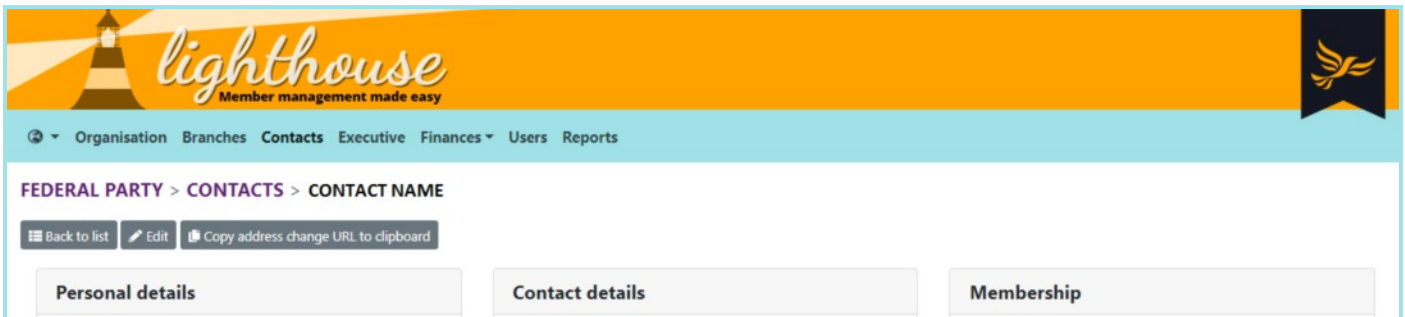 lighthouse
Member management made easy
Organisation Branches Contacts Executive Finances Users Reports
FEDERAL PARTY > CONTACTS > CONTACT NAME
Back to list Edit Copy address change URL to clipboard
Personal details Contact details Membership